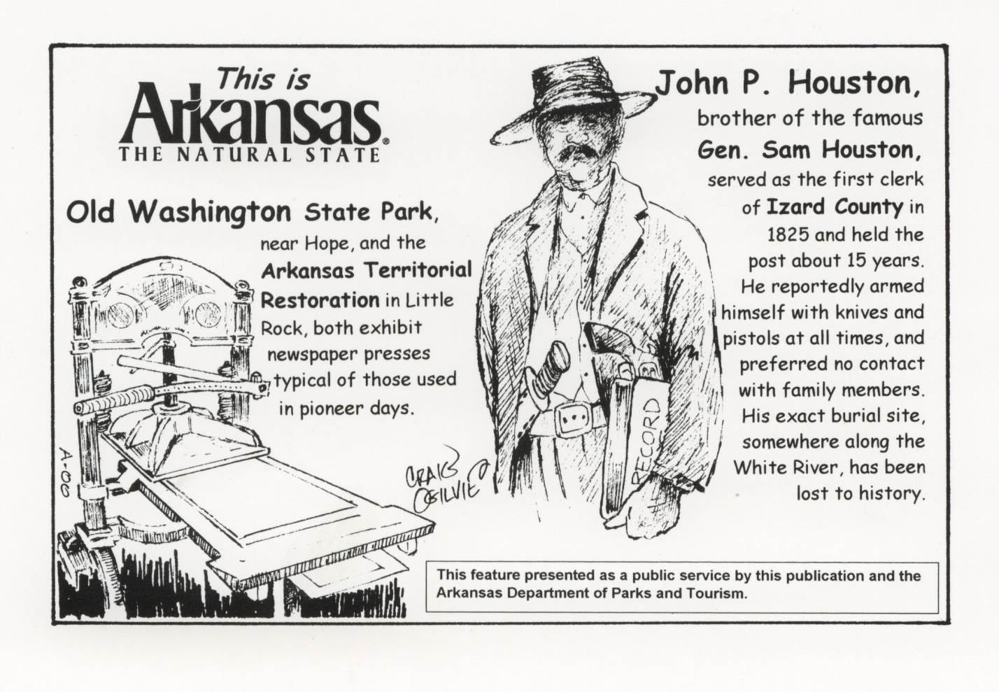 This is
Arkansas®
THE NATURAL STATE
Old Washington State Park,
near Hope, and the
Arkansas Territorial
Restoration in Little
Rock, both exhibit
newspaper presses
typical of those used
in pioneer days.
A-00
CRAIG
OGILVIE
John P. Houston,
brother of the famous
Gen. Sam Houston,
served as the first clerk
of Izard County in
1825 and held the
post about 15 years.
He reportedly armed
himself with knives and
pistols at all times, and
preferred no contact
with family members.
His exact burial site,
somewhere along the
White River, has been
lost to history.
RECORD
This feature presented as a public service by this publication and the
Arkansas Department of Parks and Tourism.